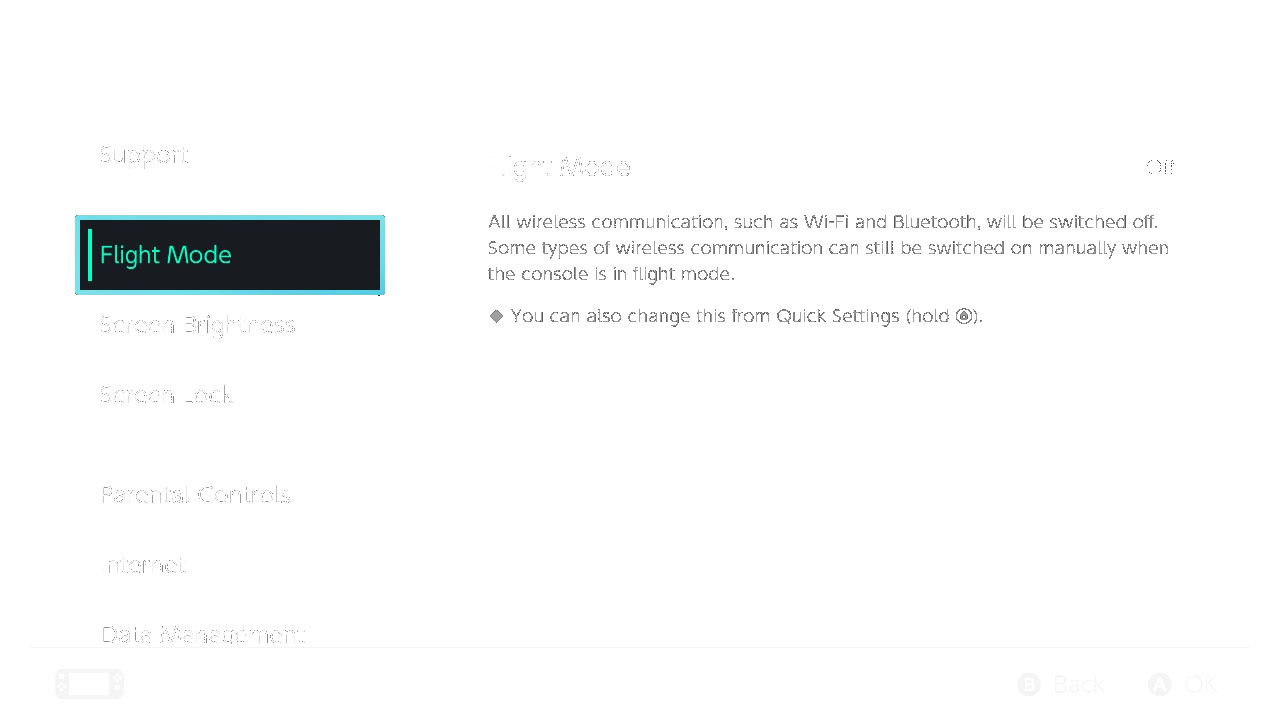 Support
Flight Mode
Screen Brightness
Screen Lock
Parental Controls
Internet
Data Management
Flight Mode
Off
All wireless communication, such as Wi-Fi and Bluetooth, will be switched off.
Some types of wireless communication can still be switched on manually when
the console is in flight mode.
◆ You can also change this from Quick Settings (hold ).
B Back
A OK